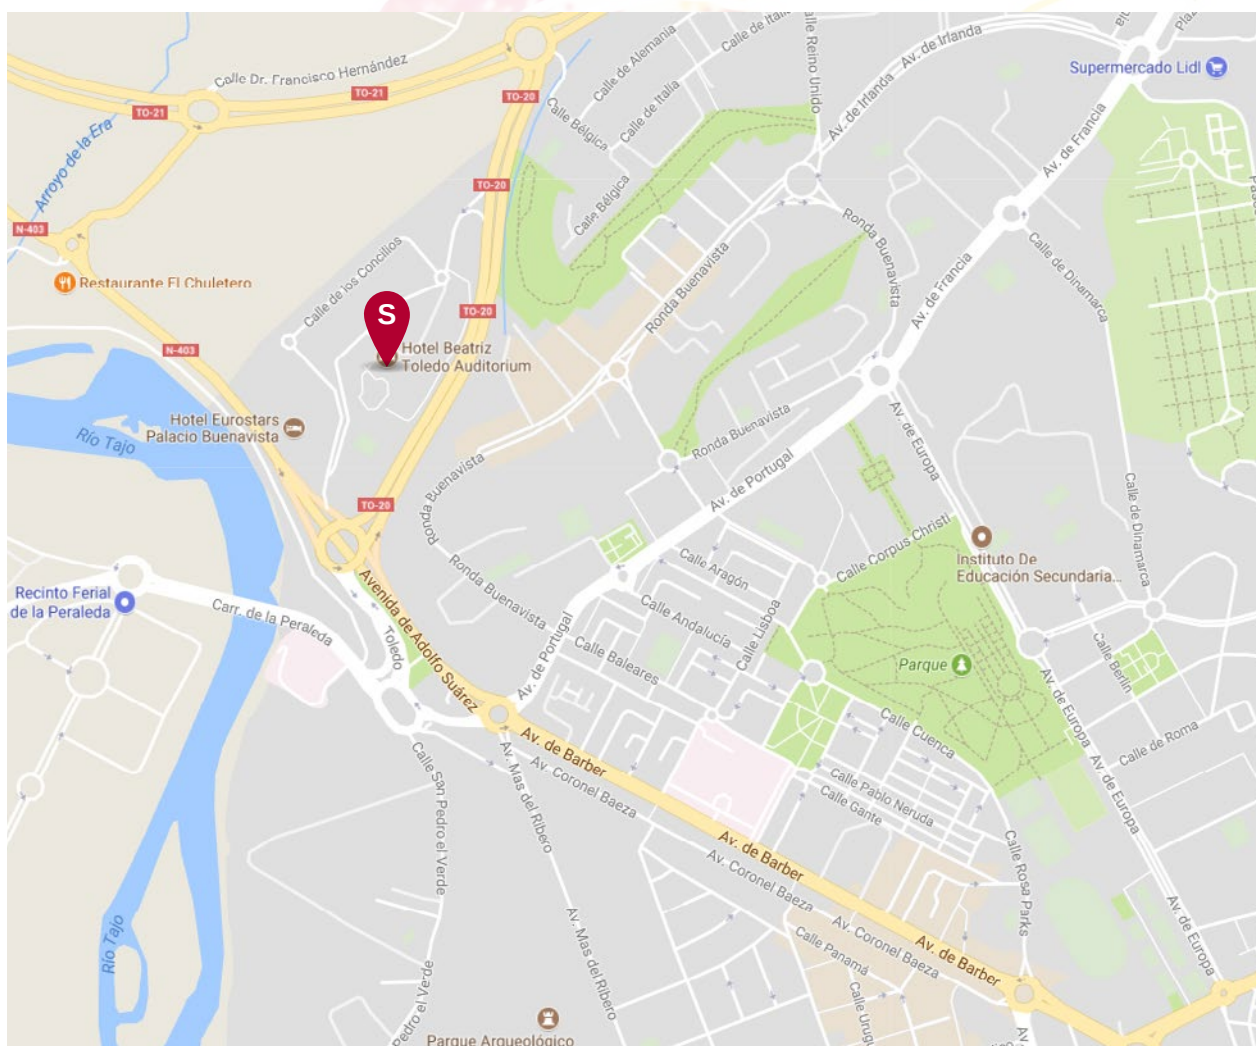 Calle de Italia
Calle Reino Unido
Av. de Irlanda
Calle de Alemania
Supermercado Lidl
Calle Dr. Francisco Hernández
TO-21
TO-21
TO-20
Calle de Italia
Calle Bélgica
Av. de Irlanda
Av. de Francia
Arroyo de la Era
TO-20
Calle Bélgica
Ronda Buenavista
N-403
Calle de Dinamarca
Calle de los Concilios
Restaurante El Chuletero
Av. de Francia
Ronda Buenavista
TO-20
S
N-403
Hotel Beatriz
Toledo Auditorium
Hotel Eurostars
Palacio Buenavista
Río Tajo
Ronda Buenavista
Av. de Europa
Ronda Buenavista
Av. de Portugal
TO-20
Calle de Dinamarca
Calle Corpus Christi
Instituto De
Educación Secundaria...
Calle Aragón
Ronda Buenavista
Calle Andalucía
Calle Lisboa
Recinto Ferial
de la Peraleda
Carr. de la Peraleda
Avenida de Adolfo Suárez
Toledo
Av. de Portugal
Calle Baleares
Parque
Calle Berlín
Av. de Europa
Calle Cuenca
Calle de Roma
Av. de Barber
Av. Coronel Baeza
Calle San Pedro el Verde
Av. Mas del Ribero
Calle Pablo Neruda
Calle Gante
Av. de Europa
Av. de Barber
Av. Coronel Baeza
Calle Rosa Parks
Av. Mas del Ribero
Av. Coronel Baeza
Calle Panamá
Av. de Barber
Av. de Europa
Río Tajo
Pedro el Verde
Parque Arqueológico
Av.